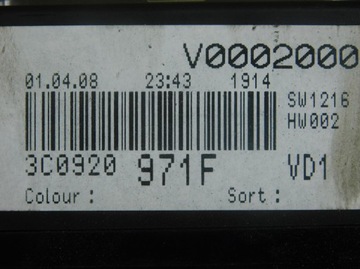 V0002000
01.04.08 23:43 1914
SW1216
HW002
3C0920 971F VD1
Colour : Sort :